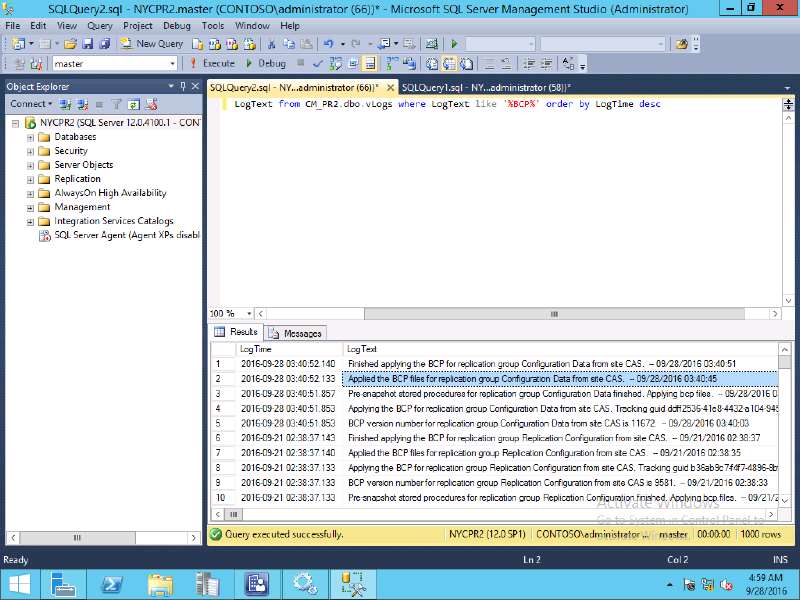 SQLQuery2.sql - NYCPR2.master (CONTOSO\administrator (66))* - Microsoft SQL Server Management Studio (Administrator)
File Edit View Query Project Debug Tools Window Help
New Query
master Execute Debug
Object Explorer
Connect
NYCPR2 (SQL Server 12.0.4100.1 - CON
Databases
Security
Server Objects
Replication
AlwaysOn High Availability
Management
Integration Services Catalogs
SQL Server Agent (Agent XPs disabl
SQLQuery2.sql - NY...administrator (66))* SQLQuery1.sql - NY...administrator (58))*
LogText from CM_PR2.dbo.vLogs where LogText like '%BCP%' order by LogTime desc
100 %
Results Messages
LogTime LogText
1 2016-09-28 03:40:52.140 Finished applying the BCP for replication group Configuration Data from site CAS. -- 09/28/2016 03:40:51
2 2016-09-28 03:40:52.133 Applied the BCP files for replication group Configuration Data from site CAS. -- 09/28/2016 03:40:45
3 2016-09-28 03:40:51.857 Pre-snapshot stored procedures for replication group Configuration Data finished. Applying bcp files. -- 09/28/2016 0
4 2016-09-28 03:40:51.853 Applying the BCP for replication group Configuration Data from site CAS. Tracking guid
5 2016-09-28 03:40:51.853 BCP version number for replication group Configuration Data from site CAS is 11672. -- 09/28/2016 03:40:03
6 2016-09-21 02:38:37.143 Finished applying the BCP for replication group Replication Configuration from site CAS. -- 09/21/2016 02:38:37
7 2016-09-21 02:38:37.140 Applied the BCP files for replication group Replication Configuration from site CAS. -- 09/21/2016 02:38:35
8 2016-09-21 02:38:37.133 Applying the BCP for replication group Replication Configuration from site CAS. Tracking guid
9 2016-09-21 02:38:37.133 BCP version number for replication group Replication Configuration from site CAS is 9581. -- 09/21/2016 02:38:33
10 2016-09-21 02:38:37.133 Pre-snapshot stored procedures for replication group Replication Configuration finished. Applying bcp files. -- 09/21/2
Activate Windows
Go to System in Control Panel to
Query executed successfully. NYCPR2 (12.0 SP1) CONTOSO\administrator ... master 00:00:00 1000 rows
Ready Ln 2 Col 2 INS
4:59 AM
9/28/2016